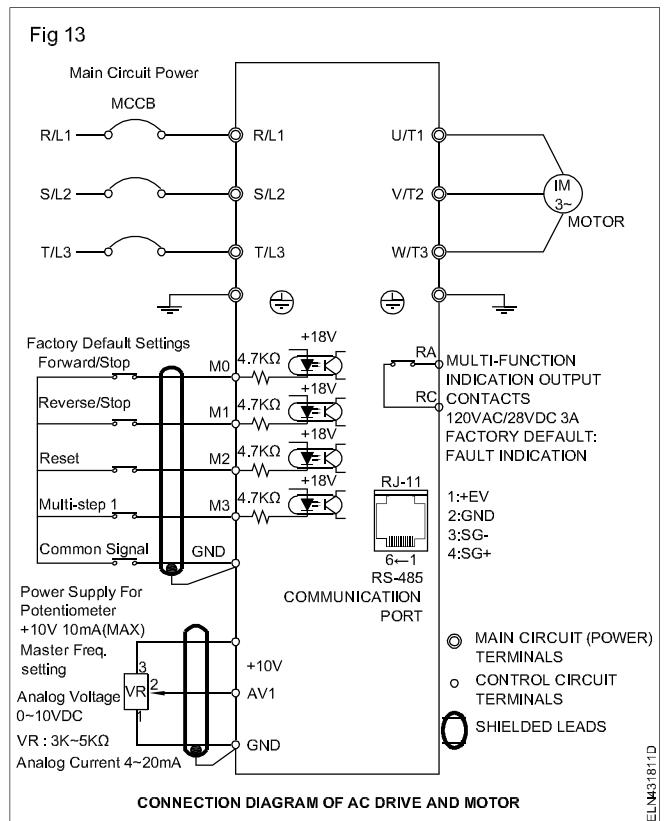 Fig 13
Main Circuit Power
MCCB
R/L1
R/L1
U/T1
S/L2
S/L2
V/T2
IM
3~
MOTOR
T/L3
T/L3
W/T3
Factory Default Settings
Forward/Stop
M0
4.7KΩ
+18V
Reverse/Stop
M1
4.7KΩ
+18V
Reset
M2
4.7KΩ
+18V
Multi-step 1
M3
4.7KΩ
+18V
Common Signal
GND
RA
RC
MULTI-FUNCTION
INDICATION OUTPUT
CONTACTS
120VAC/28VDC 3A
FACTORY DEFAULT:
FAULT INDICATION
RJ-11
6←1
RS-485
COMMUNICATION
PORT
1:+EV
2:GND
3:SG-
4:SG+
Power Supply For
Potentiometer
+10V 10mA(MAX)
Master Freq.
setting
Analog Voltage
0~10VDC
VR : 3K~5KΩ
Analog Current 4~20mA
3
VR
2
1
+10V
AV1
GND
MAIN CIRCUIT (POWER)
TERMINALS
CONTROL CIRCUIT
TERMINALS
SHIELDED LEADS
CONNECTION DIAGRAM OF AC DRIVE AND MOTOR
ELN431811D